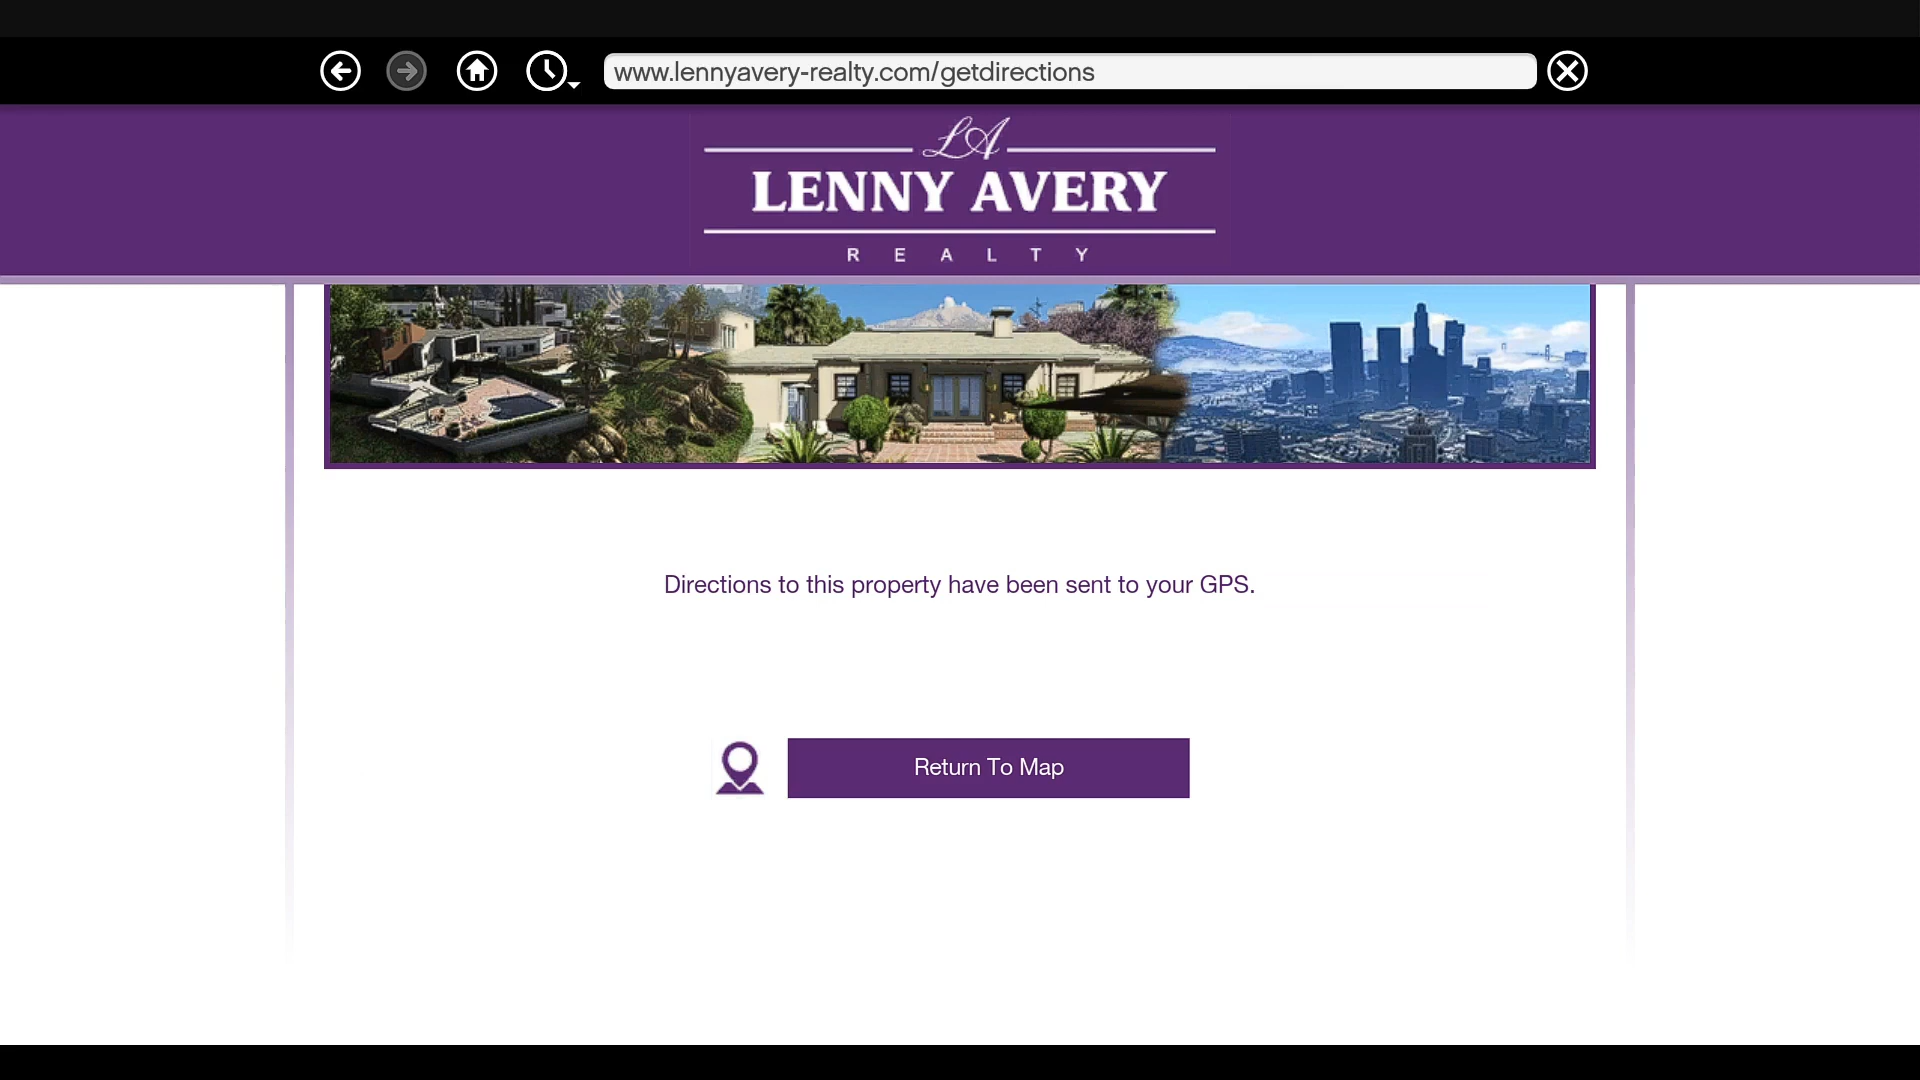 www.lennyavery-realty.com/getdirections
LA
LENNY AVERY
REALTY
Directions to this property have been sent to your GPS.
Return To Map